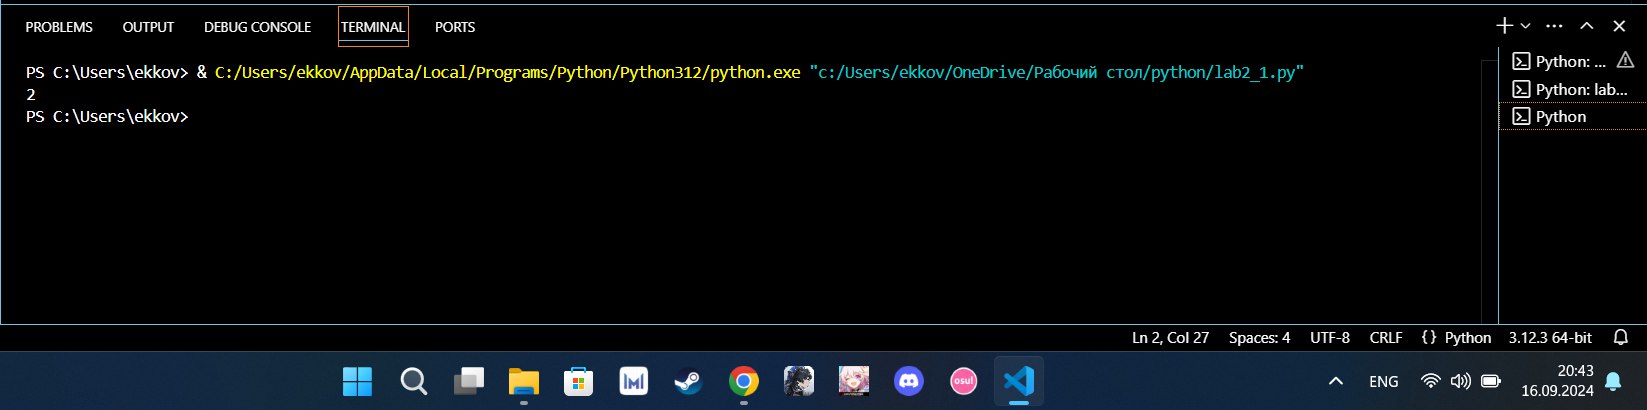 PROBLEMS OUTPUT DEBUG CONSOLE TERMINAL PORTS
PS C:\Users\ekkov> & C:/Users/ekkov/AppData/Local/Programs/Python/Python312/python.exe "c:/Users/ekkov/OneDrive/Рабочий стол/python/lab2_1.py"
2
PS C:\Users\ekkov>
Python: ...
Python: lab...
Python
Ln 2, Col 27 Spaces: 4 UTF-8 CRLF {} Python 3.12.3 64-bit
osu!
ENG
20:43
16.09.2024